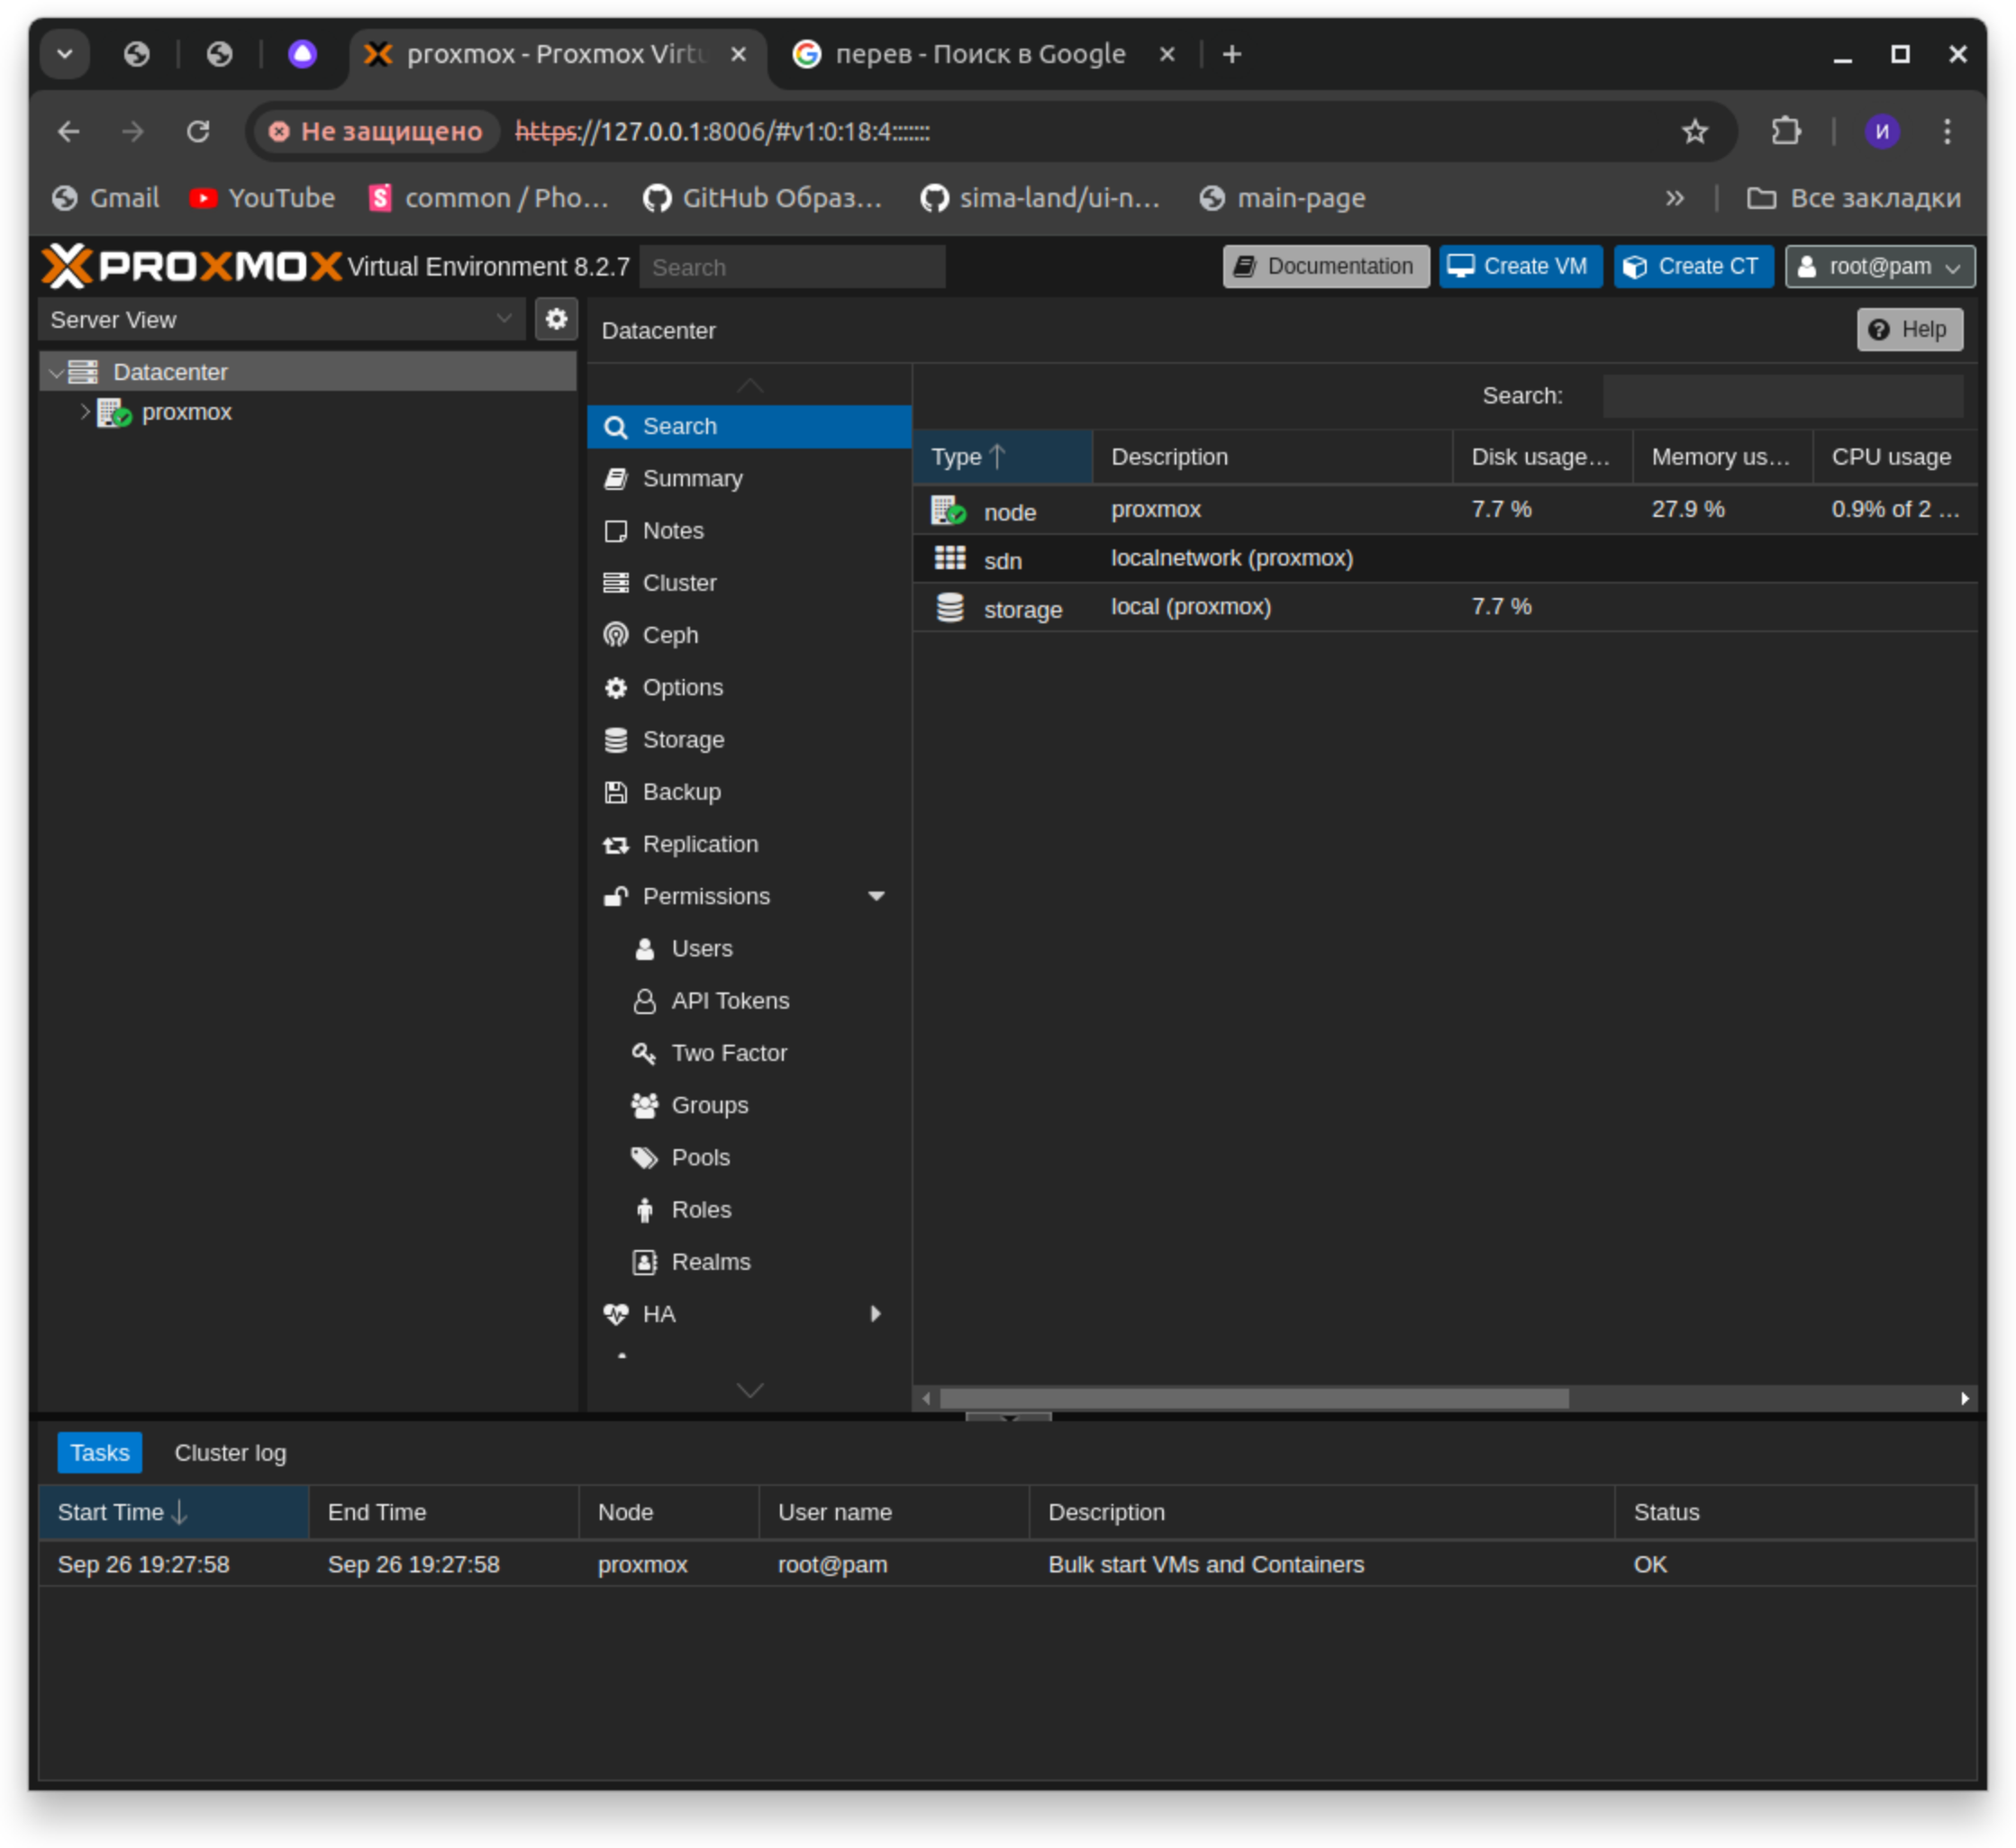 proxmox - Proxmox Virtu
перев - Поиск в Google
Не защищено https://127.0.0.1:8006/#v1:0:18:4:::::::
И
Gmail YouTube common / Pho... GitHub Образ... sima-land/ui-n... main-page » Все закладки
PROXMOX Virtual Environment 8.2.7 Search Documentation Create VM Create CT root@pam
Server View
Datacenter
proxmox
Datacenter Help
Search
Summary
Notes
Cluster
Ceph
Options
Storage
Backup
Replication
Permissions
Users
API Tokens
Two Factor
Groups
Pools
Roles
Realms
HA
Search:
Type Description Disk usage... Memory us... CPU usage
node proxmox 7.7 % 27.9 % 0.9% of 2 ...
sdn localnetwork (proxmox)
storage local (proxmox) 7.7 %
Tasks Cluster log
Start Time End Time Node User name Description Status
Sep 26 19:27:58 Sep 26 19:27:58 proxmox root@pam Bulk start VMs and Containers OK